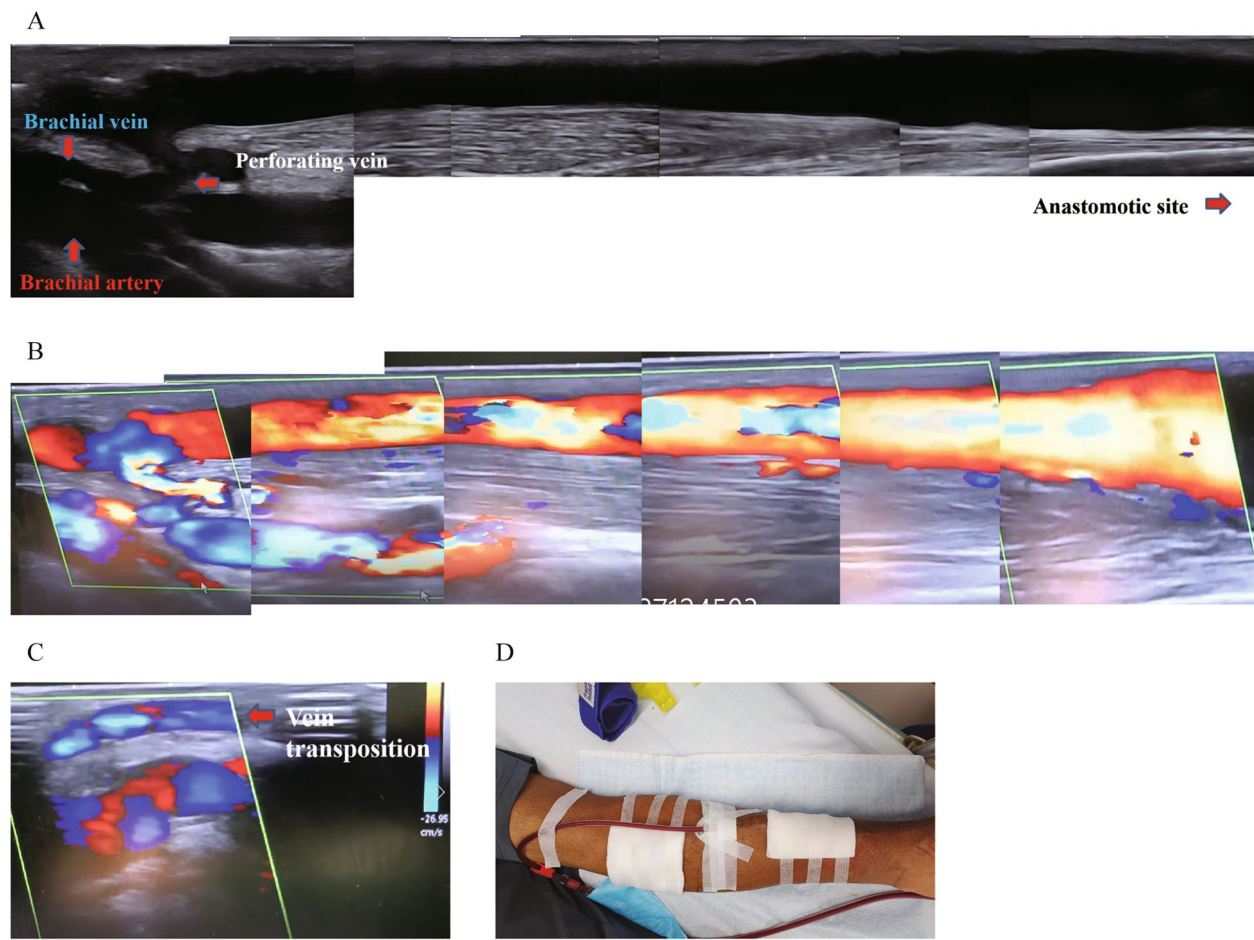 A
Brachial vein
Perforating vein
Anastomotic site
Brachial artery
B
C
D
Vein
transposition
-26.95
cm/s